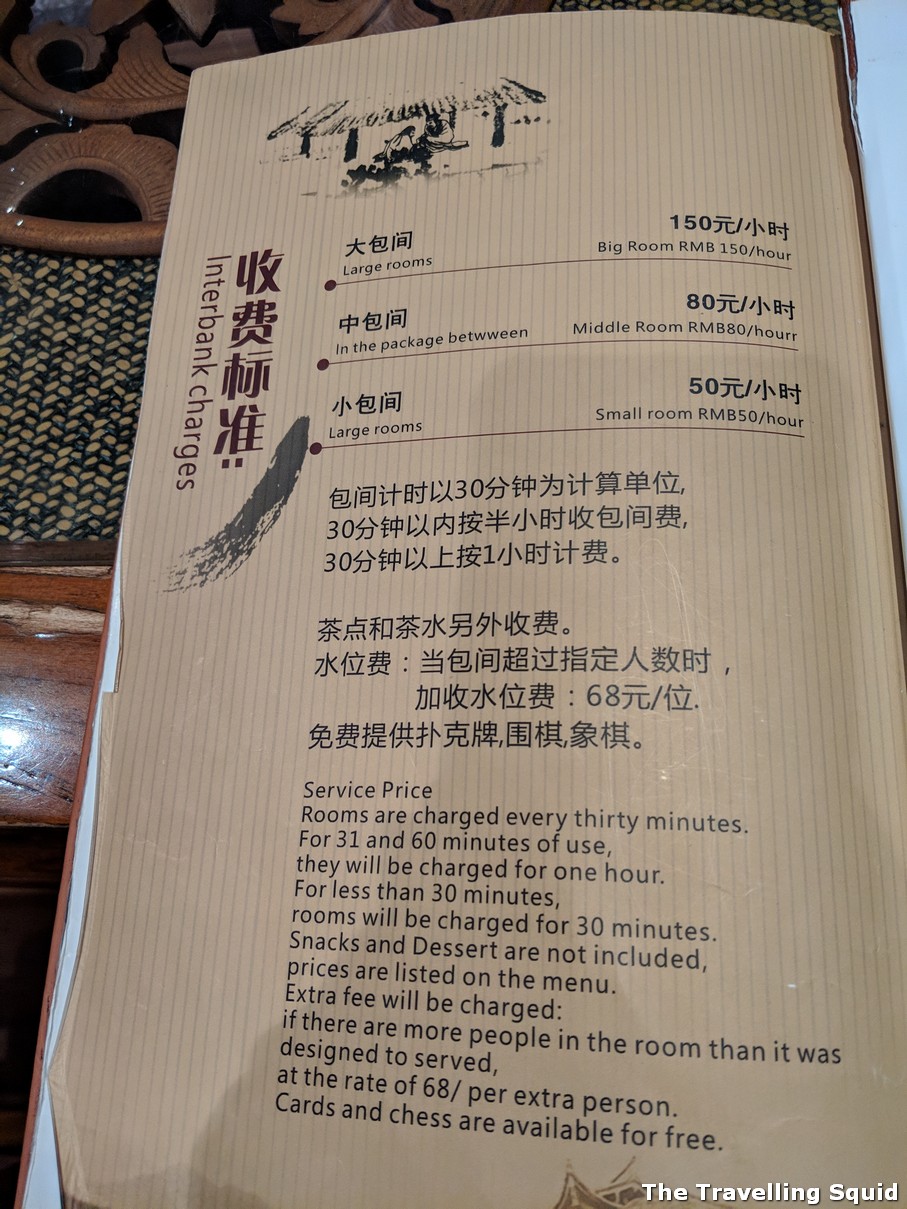 收费标准:
Interbank charges
大包间
Large rooms
150元/小时
Big Room RMB 150/hour
中包间
In the package betwween
80元/小时
Middle Room RMB80/hourr
小包间
Large rooms
50元/小时
Small room RMB50/hour
包间计时以30分钟为计算单位,
30分钟以内按半小时收包间费,
30分钟以上按1小时计费。
茶点和茶水另外收费。
水位费：当包间超过指定人数时，
加收水位费：68元/位.
免费提供扑克牌,围棋,象棋。
Service Price
Rooms are charged every thirty minutes.
For 31 and 60 minutes of use,
they will be charged for one hour.
For less than 30 minutes,
rooms will be charged for 30 minutes.
Snacks and Dessert are not included,
prices are listed on the menu.
Extra fee will be charged:
if there are more people in the room than it was
designed to served,
at the rate of 68/ per extra person.
Cards and chess are available for free.
The Travelling Squid